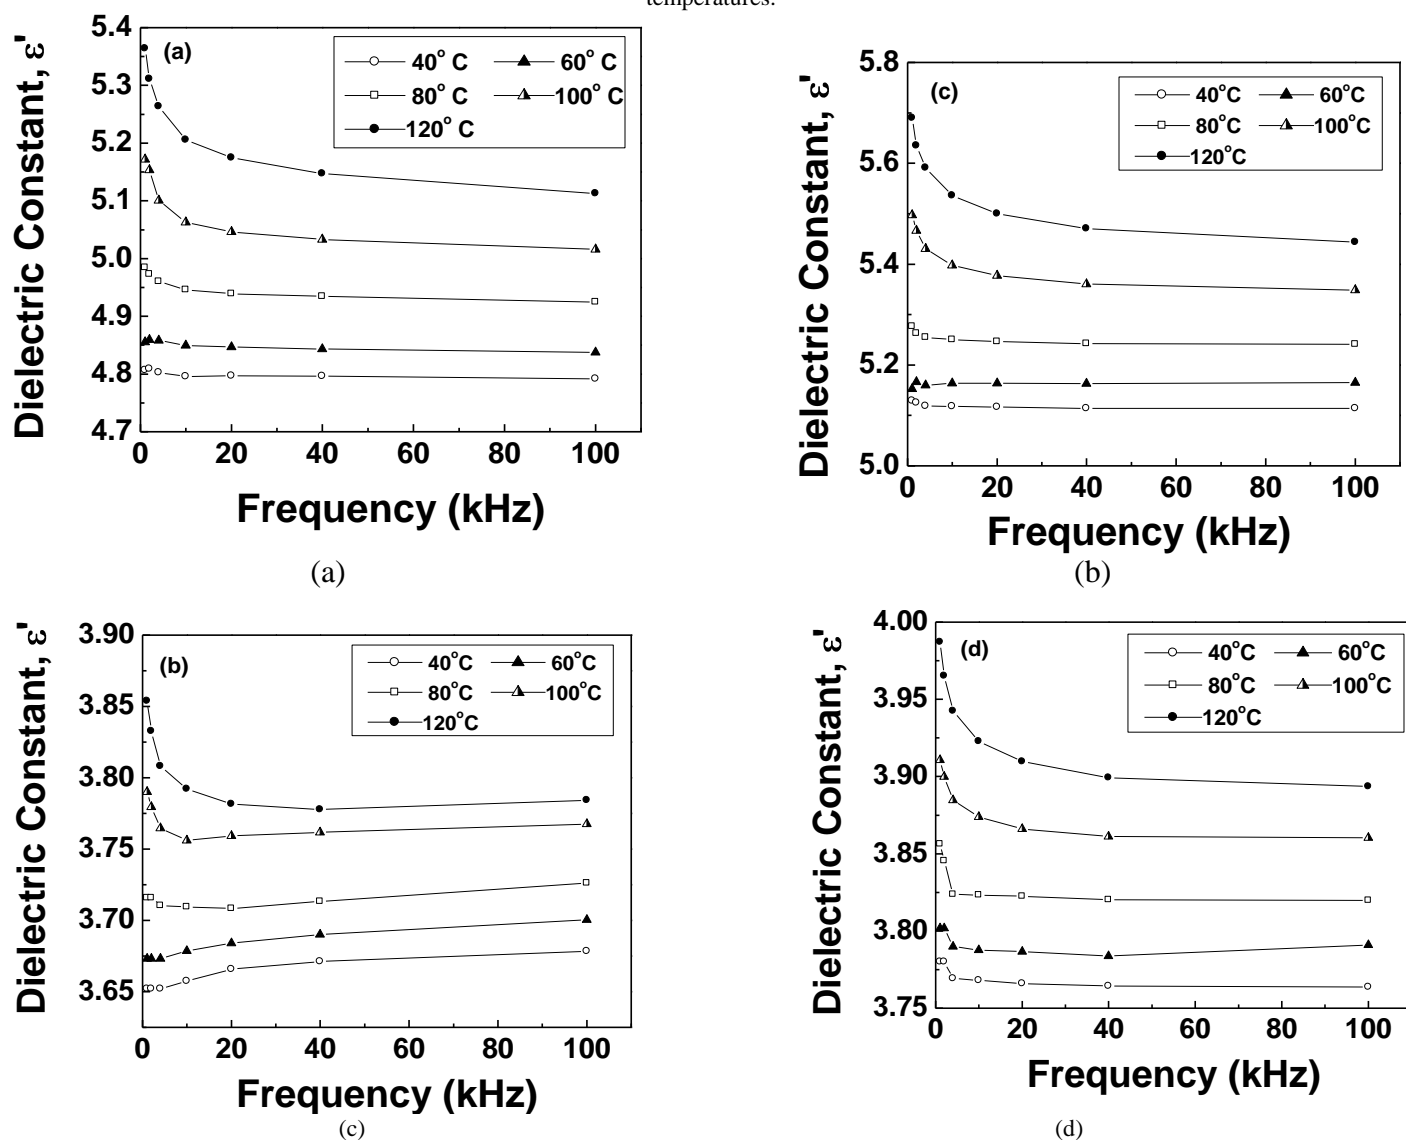 temperatures.
(a)
40° C 60° C
80° C 100° C
120° C
5.4
5.3
5.2
5.1
5.0
4.9
4.8
4.7
0 20 40 60 80 100
Dielectric Constant, ε'
Frequency (kHz)
(a)
(c)
40°C 60°C
80°C 100°C
120°C
5.8
5.6
5.4
5.2
5.0
0 20 40 60 80 100
Dielectric Constant, ε'
Frequency (kHz)
(b)
(b)
40°C 60°C
80°C 100°C
120°C
3.90
3.85
3.80
3.75
3.70
3.65
0 20 40 60 80 100
Dielectric Constant, ε'
Frequency (kHz)
(c)
(d)
40°C 60°C
80°C 100°C
120°C
4.00
3.95
3.90
3.85
3.80
3.75
0 20 40 60 80 100
Dielectric Constant, ε'
Frequency (kHz)
(d)